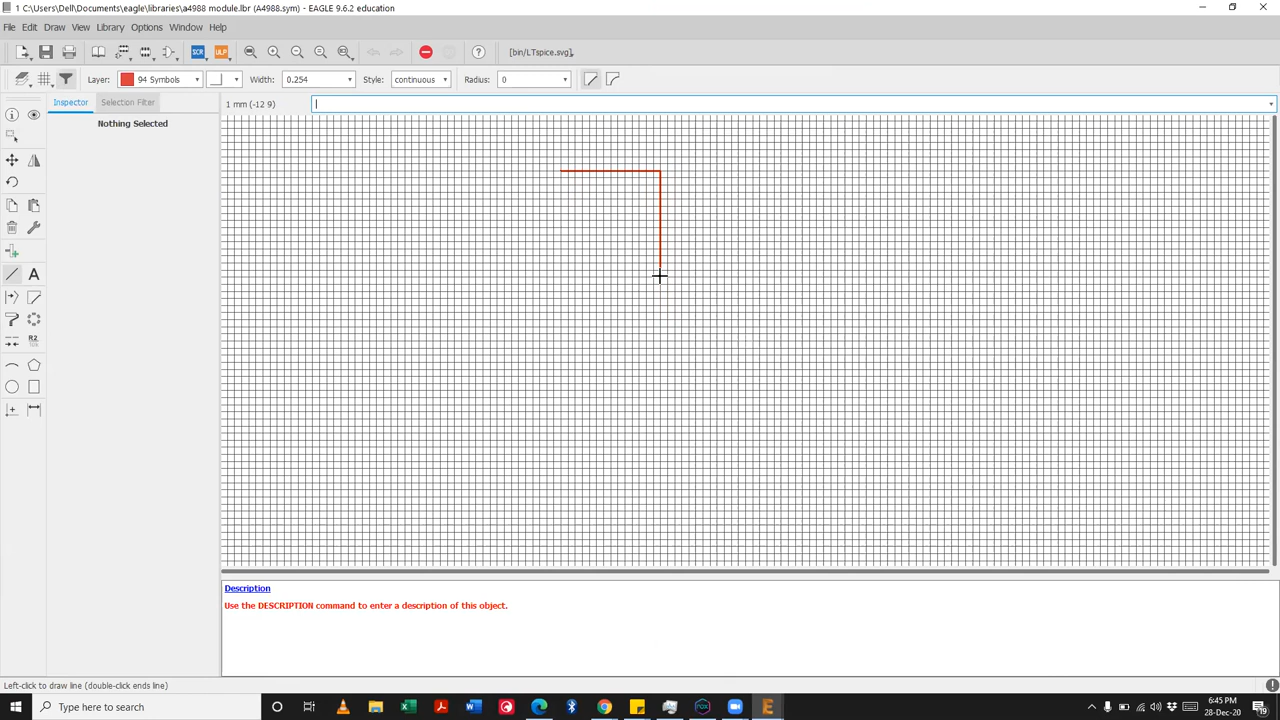 1 C:\Users\Dell\Documents\eagle\libraries\a4988 module.lbr (A4988.sym) - EAGLE 9.6.2 education
File Edit Draw View Library Options Window Help
SCR ULP [bin/LTspice.svg],
Layer: 94 Symbols Width: 0.254 Style: continuous Radius: 0
Inspector Selection Filter 1 mm (-12 9)
Nothing Selected
A
R2
Description
Use the DESCRIPTION command to enter a description of this object.
Left-click to draw line (double-click ends line)
Type here to search
ENG
6:45 PM
28-Dec-20